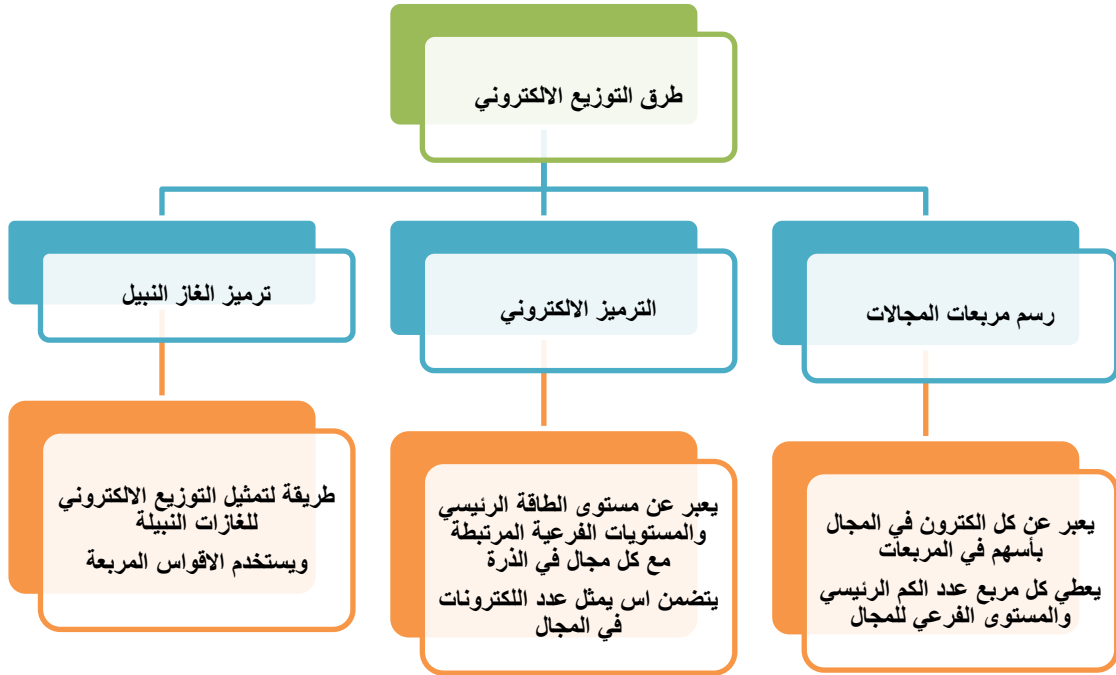 طرق التوزيع الالكتروني
رسم مربعات المجالات
الترميز الالكتروني
ترميز الغاز النبيل
يعبر عن كل الكترون في المجال
بأسهم في المربعات
يعطي كل مربع عدد الكم الرئيسي
والمستوى الفرعي للمجال
يعبر عن مستوى الطاقة الرئيسي
والمستويات الفرعية المرتبطة
مع كل مجال في الذرة
يتضمن اس يمثل عدد اللكترونات
في المجال
طريقة لتمثيل التوزيع الالكتروني
للغازات النبيلة
ويستخدم الاقواس المربعة